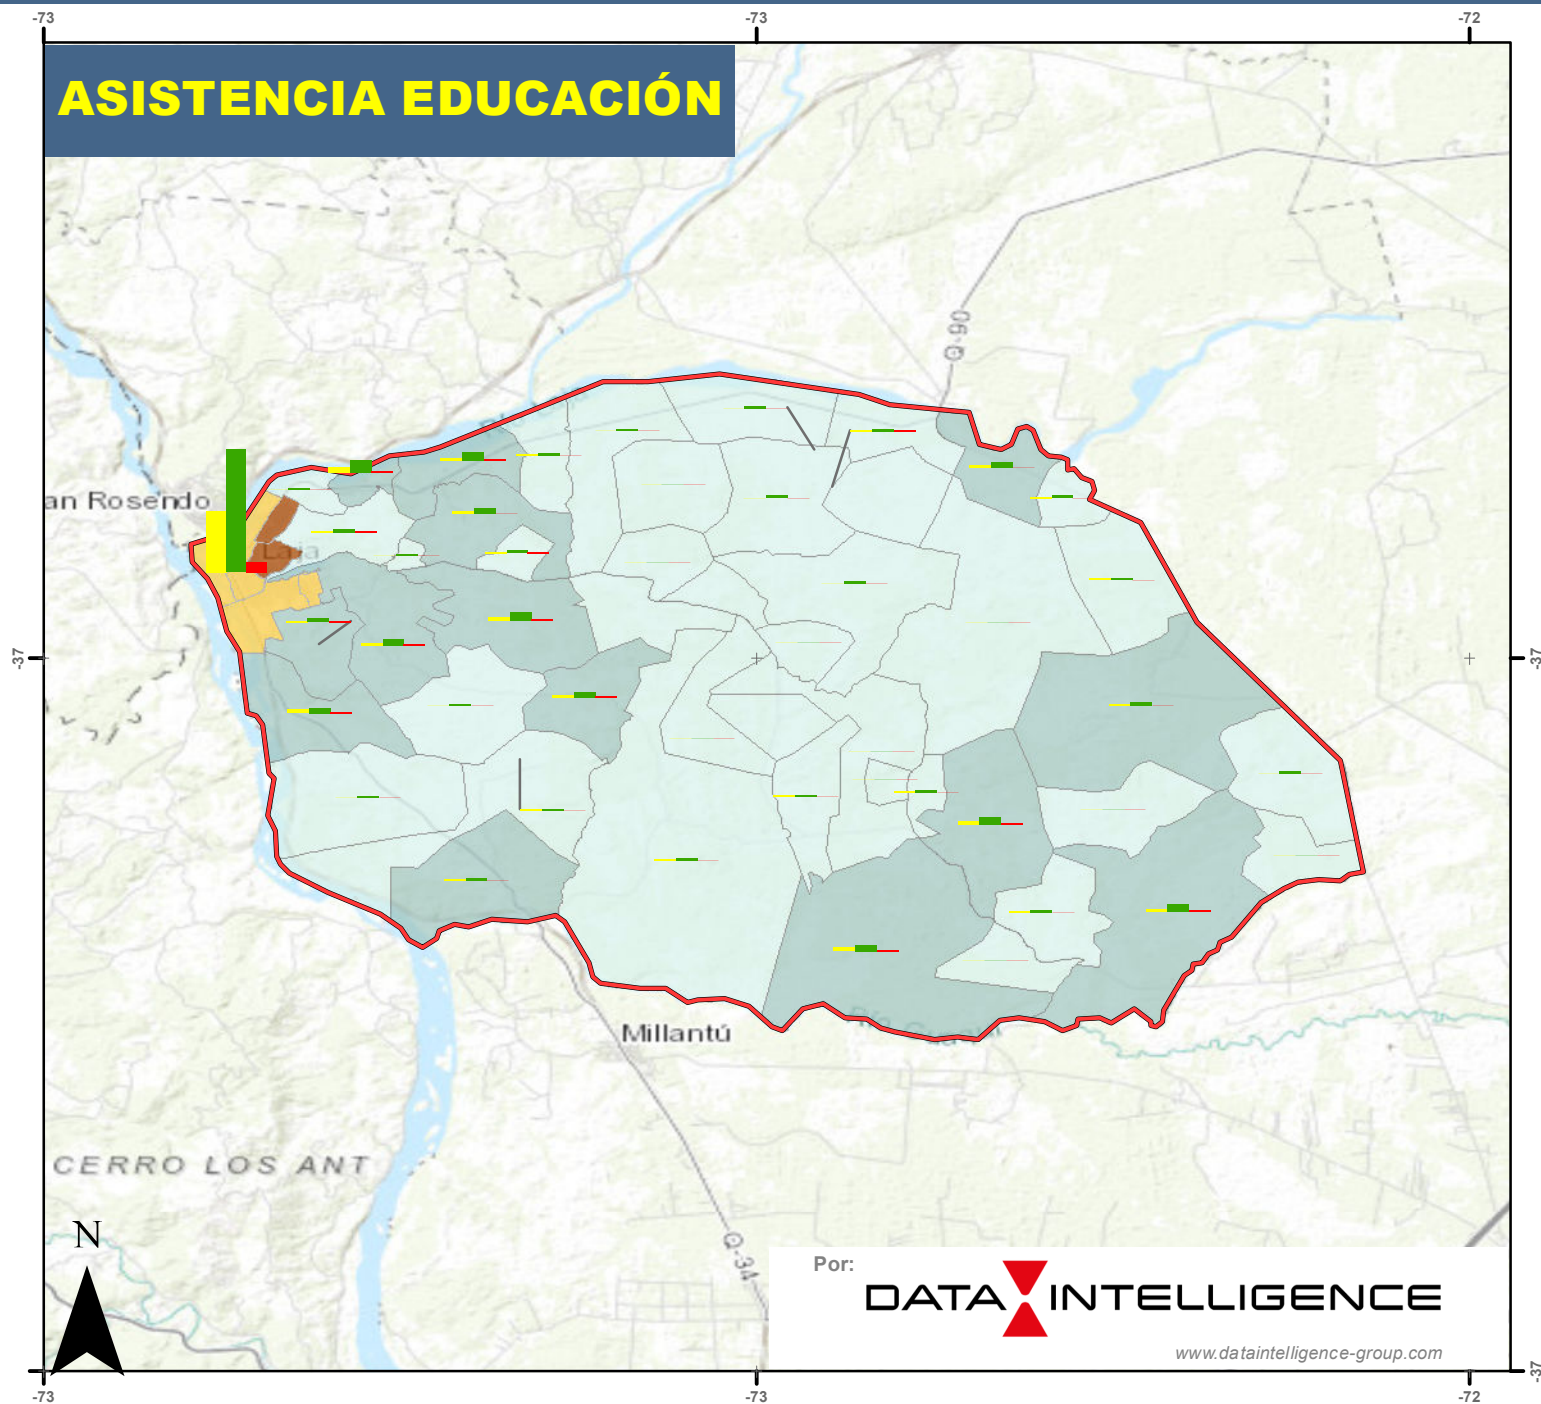 -73
-73
-72
ASISTENCIA EDUCACIÓN
Q-90
an Rosendo
Laja
-37
-37
Millantú
CERRO LOS ANT
N
Q-34
Por:
DATA INTELLIGENCE
www.dataintelligence-group.com
-37
-73
-73
-72